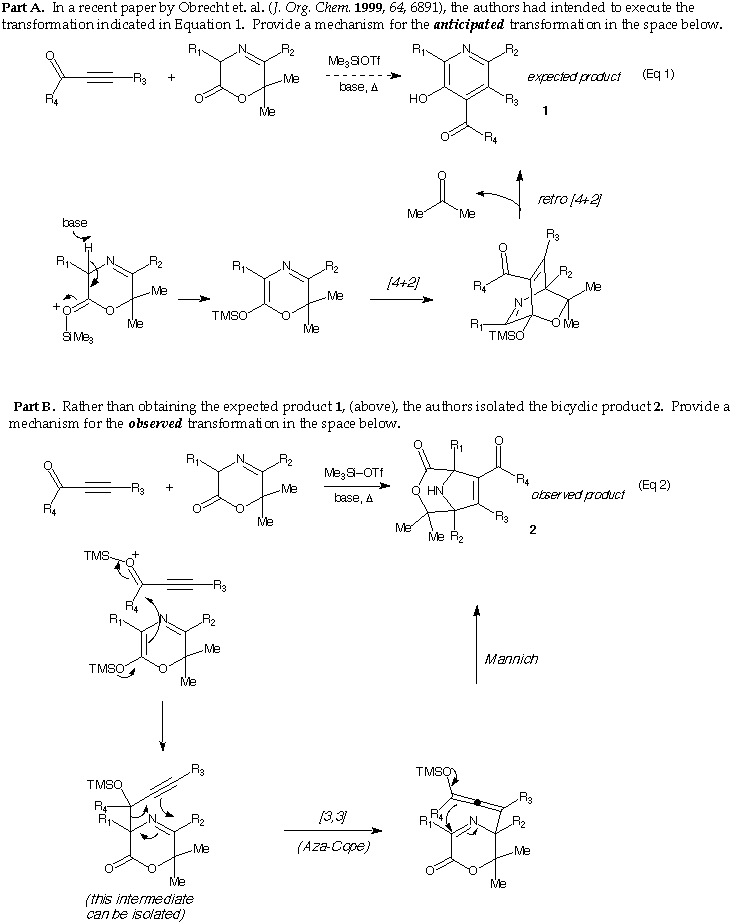 Part A. In a recent paper by Obrecht et. al. (J. Org. Chem. 1999, 64, 6891), the authors had intended to execute the
transformation indicated in Equation 1. Provide a mechanism for the anticipated transformation in the space below.
O
R4
R3
+
R1
N
R2
Me
O
O
Me
Me3SiOTf
base, Δ
R1
N
R2
HO
R3
O
R4
1
expected product
(Eq 1)
O
Me
Me
retro [4+2]
base
H
R1
N
R2
Me
+
O
O
Me
SiMe3
R1
N
R2
Me
TMSO
O
Me
[4+2]
O
R3
R4
R2
Me
N
R1
O
Me
TMSO
Part B. Rather than obtaining the expected product 1, (above), the authors isolated the bicyclic product 2. Provide a
mechanism for the observed transformation in the space below.
O
R4
R3
+
R1
N
R2
Me
O
O
Me
Me3Si–OTf
base, Δ
O
R1
O
R4
O
HN
R3
Me
Me
R2
2
observed product
(Eq 2)
TMS
O
+
R4
R3
R1
N
R2
Me
TMSO
O
Me
Mannich
TMSO
R3
R4
R1
N
R2
Me
O
O
Me
(this intermediate
can be isolated)
[3,3]
(Aza-Cope)
TMSO
R3
R4
R1
N
R2
Me
O
O
Me